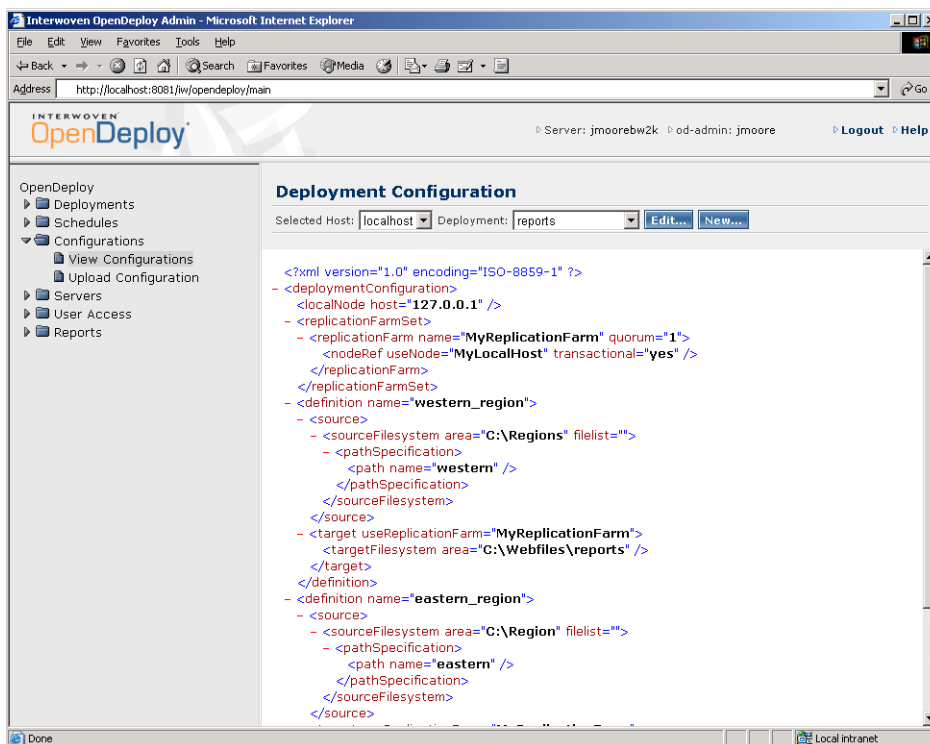 Interwoven OpenDeploy Admin - Microsoft Internet Explorer
File Edit View Favorites Tools Help
Back Search Favorites Media
Address http://localhost:8081/iw/opendeploy/main Go
INTERWOVEN
OpenDeploy
Server: jmoorebw2k od-admin: jmoore Logout Help
OpenDeploy
Deployments
Schedules
Configurations
View Configurations
Upload Configuration
Servers
User Access
Reports
Deployment Configuration
Selected Host: localhost Deployment: reports Edit... New...
<?xml version="1.0" encoding="ISO-8859-1" ?>
- <deploymentConfiguration>
<localNode host="127.0.0.1" />
- <replicationFarmSet>
- <replicationFarm name="MyReplicationFarm" quorum="1">
<nodeRef useNode="MyLocalHost" transactional="yes" />
</replicationFarm>
</replicationFarmSet>
- <definition name="western_region">
- <source>
- <sourceFilesystem area="C:\Regions" filelist="">
- <pathSpecification>
<path name="western" />
</pathSpecification>
</sourceFilesystem>
</source>
- <target useReplicationFarm="MyReplicationFarm">
<targetFilesystem area="C:\Webfiles\reports" />
</target>
</definition>
- <definition name="eastern_region">
- <source>
- <sourceFilesystem area="C:\Region" filelist="">
- <pathSpecification>
<path name="eastern" />
</pathSpecification>
</sourceFilesystem>
</source>
Done Local intranet